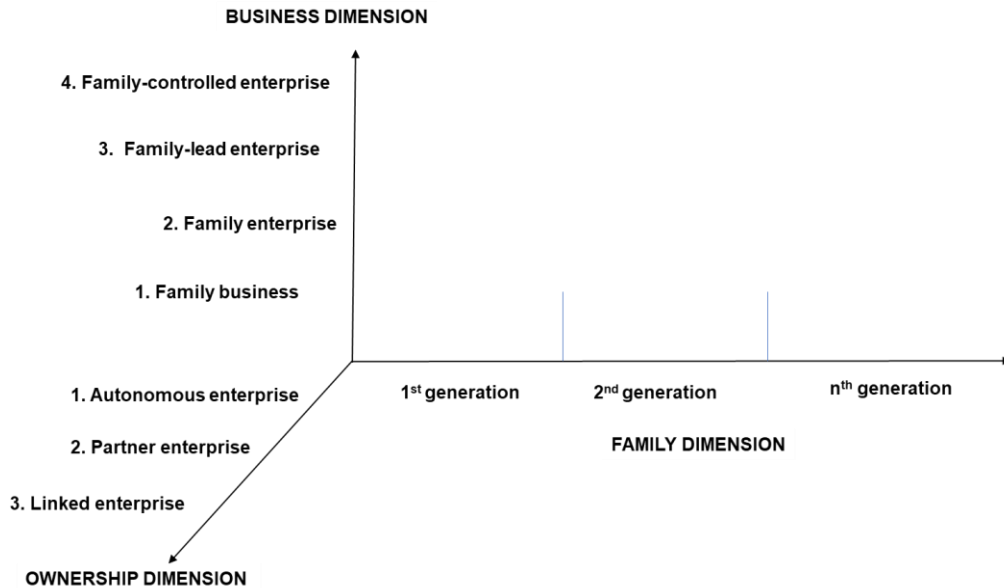 BUSINESS DIMENSION
4. Family-controlled enterprise
3. Family-lead enterprise
2. Family enterprise
1. Family business
1. Autonomous enterprise
1st generation
2nd generation
nth generation
2. Partner enterprise
FAMILY DIMENSION
3. Linked enterprise
OWNERSHIP DIMENSION